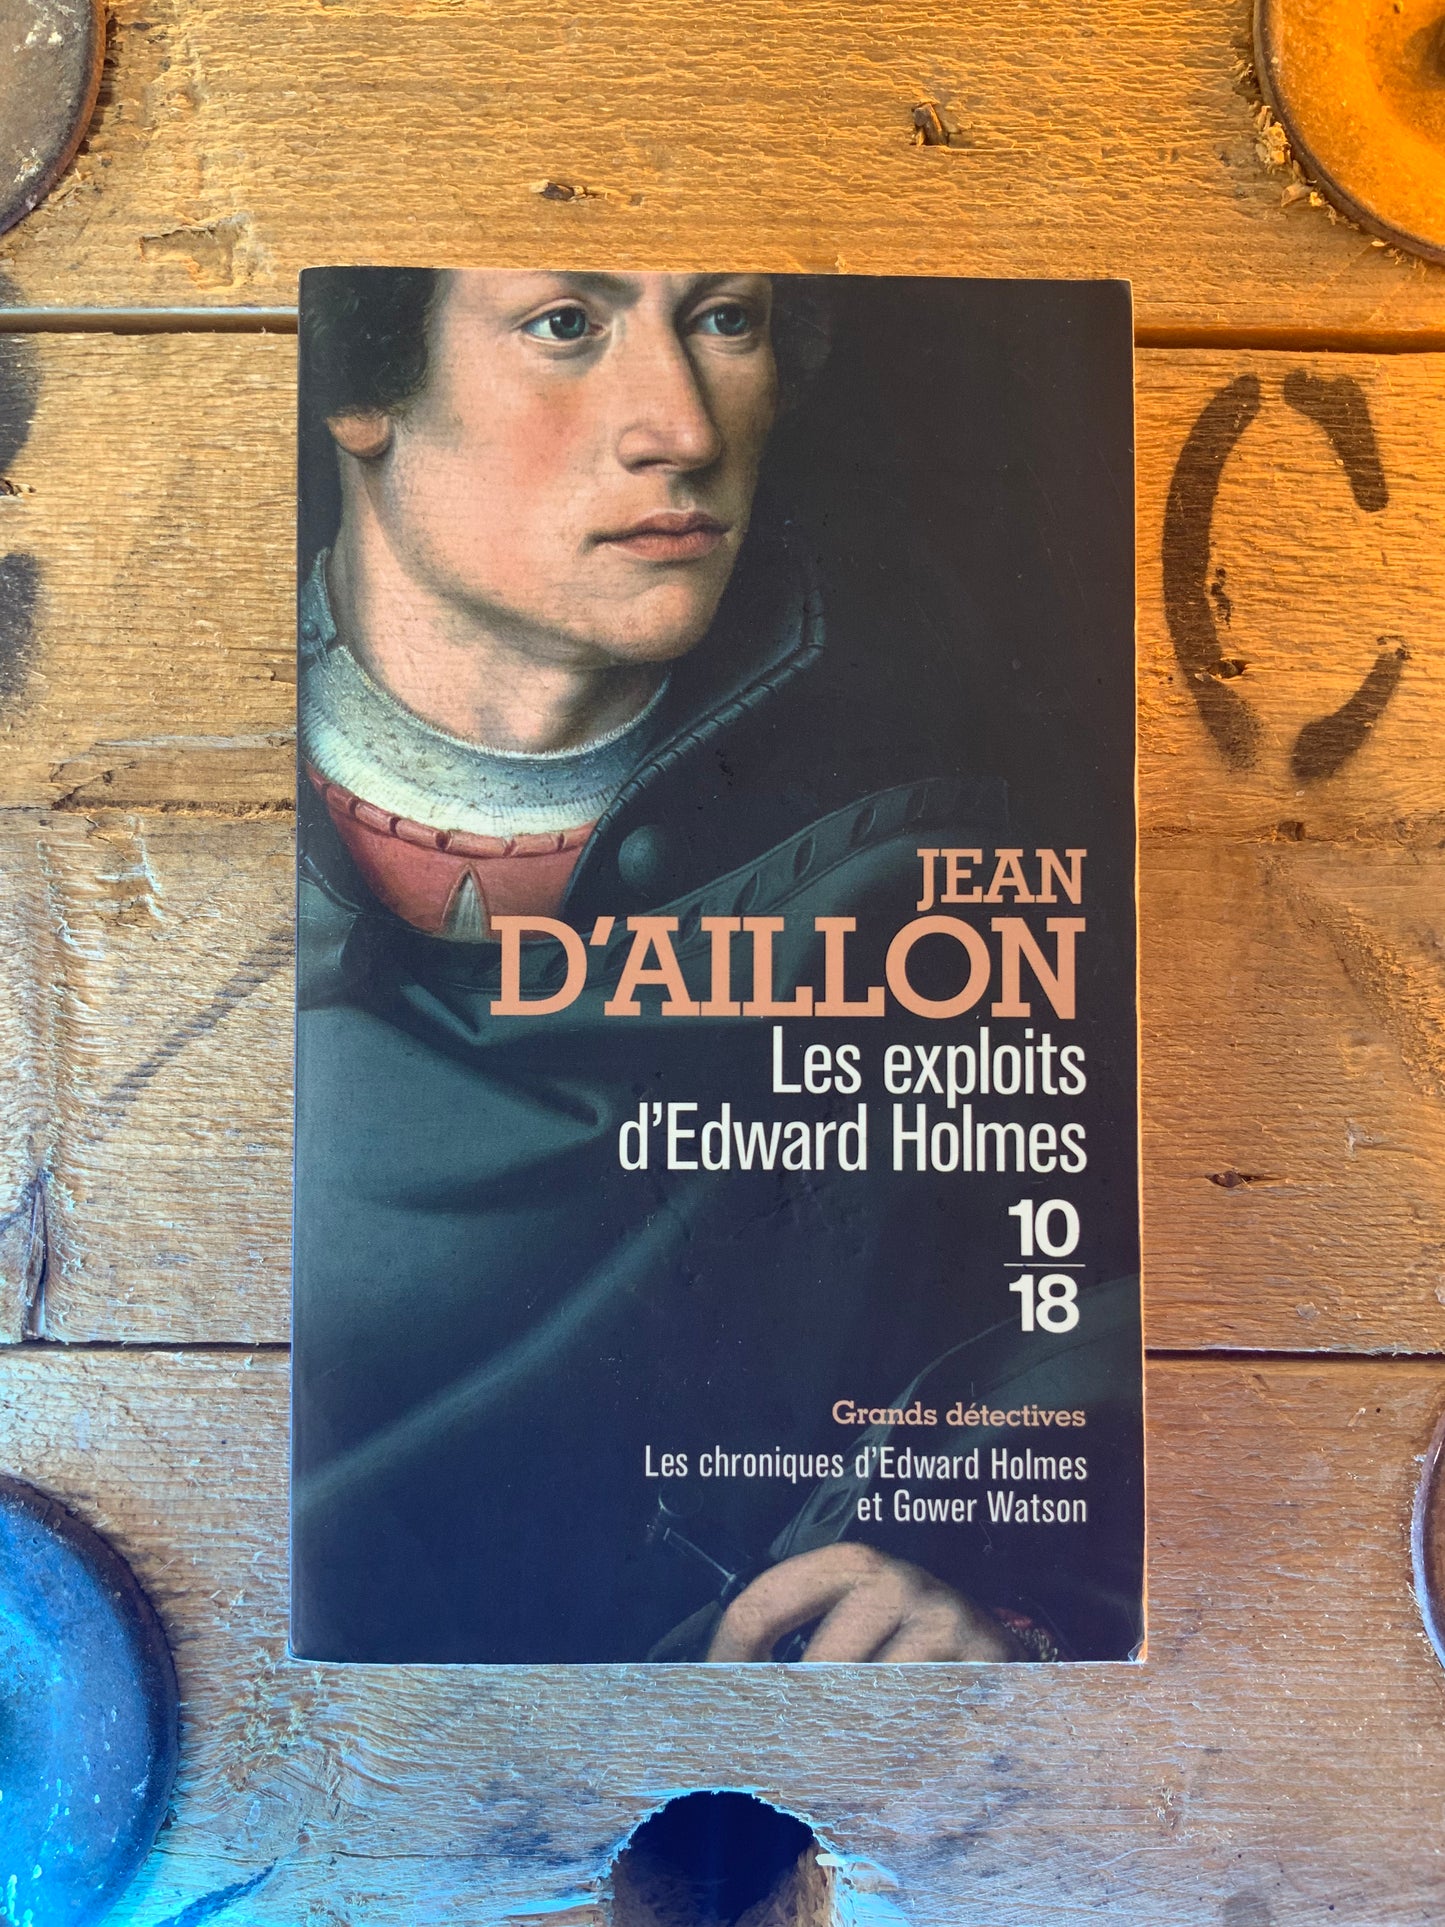 JEAN
D'AILLON
Les exploits
d'Edward Holmes
10
18
Grands détectives
Les chroniques d'Edward Holmes
et Gower Watson